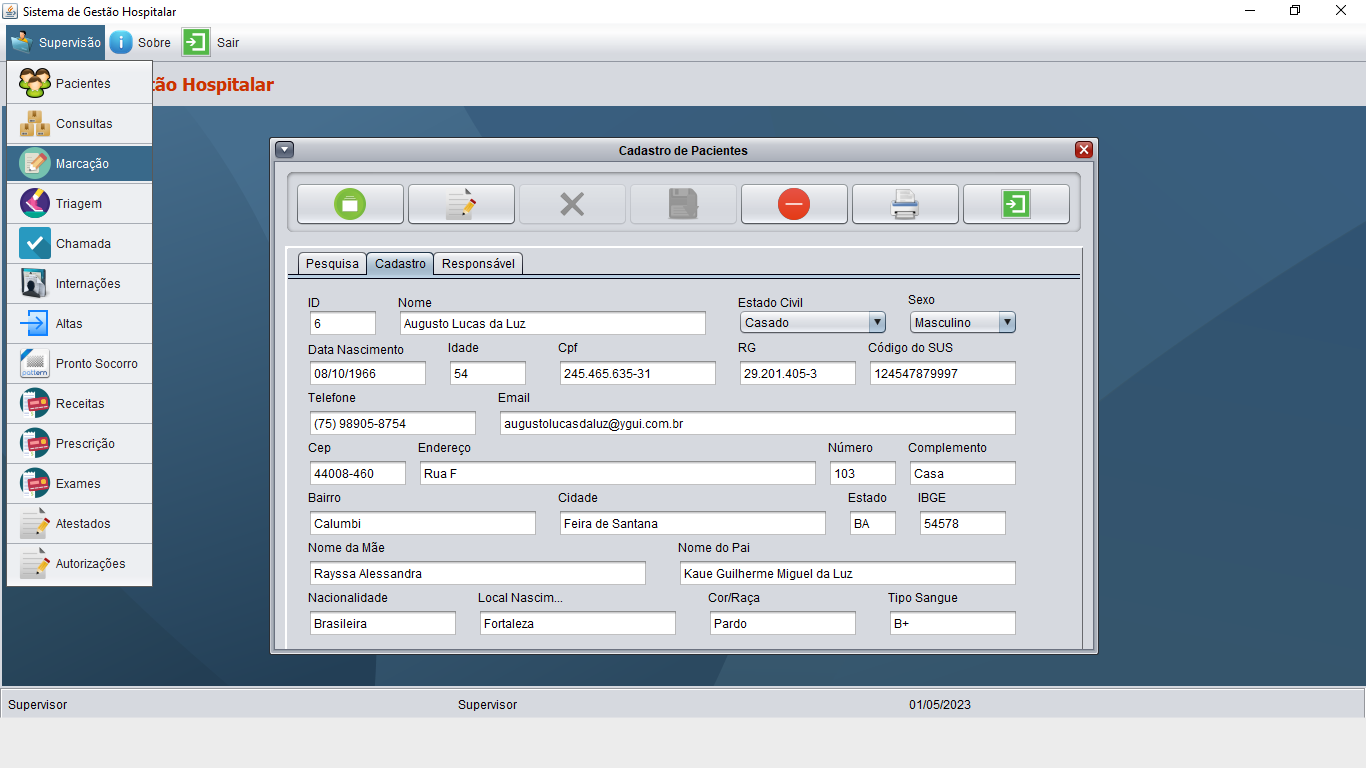 Sistema de Gestão Hospitalar
Supervisão Sobre Sair
tão Hospitalar
Pacientes
Consultas
Marcação
Triagem
Chamada
Internações
Altas
pattern Pronto Socorro
Receitas
Prescrição
Exames
Atestados
Autorizações
Cadastro de Pacientes
Pesquisa Cadastro Responsável
ID Nome Estado Civil Sexo
6 Augusto Lucas da Luz Casado Masculino
Data Nascimento Idade Cpf RG Código do SUS
08/10/1966 54 245.465.635-31 29.201.405-3 124547879997
Telefone Email
(75) 98905-8754 augustolucasdaluz@ygui.com.br
Cep Endereço Número Complemento
44008-460 Rua F 103 Casa
Bairro Cidade Estado IBGE
Calumbi Feira de Santana BA 54578
Nome da Mãe Nome do Pai
Rayssa Alessandra Kaue Guilherme Miguel da Luz
Nacionalidade Local Nascim... Cor/Raça Tipo Sangue
Brasileira Fortaleza Pardo B+
Supervisor Supervisor 01/05/2023